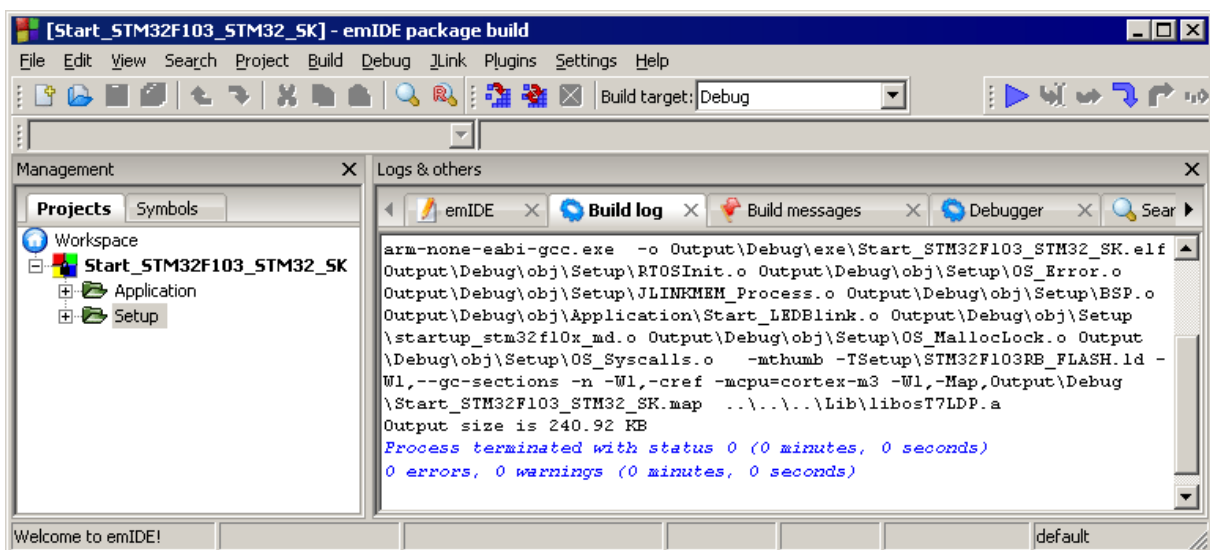 [Start_STM32F103_STM32_SK] - emIDE package build
File Edit View Search Project Build Debug JLink Plugins Settings Help
Build target: Debug
Management
Projects Symbols
Workspace
Start_STM32F103_STM32_SK
Application
Setup
Logs & others
emIDE Build log Build messages Debugger Sear
arm-none-eabi-gcc.exe -o Output\Debug\exe\Start_STM32F103_STM32_SK.elf
Output\Debug\obj\Setup\RTOSInit.o Output\Debug\obj\Setup\OS_Error.o
Output\Debug\obj\Setup\JLINKMEM_Process.o Output\Debug\obj\Setup\BSP.o
Output\Debug\obj\Application\Start_LEDBlink.o Output\Debug\obj\Setup
\startup_stm32f10x_md.o Output\Debug\obj\Setup\OS_MallocLock.o Output
\Debug\obj\Setup\OS_Syscalls.o -mthumb -TSetup\STM32F103RB_FLASH.ld -
Wl,--gc-sections -n -Wl,-cref -mcpu=cortex-m3 -Wl,-Map,Output\Debug
\Start_STM32F103_STM32_SK.map ..\..\..\Lib\libosT7LDP.a
Output size is 240.92 KB
Process terminated with status 0 (0 minutes, 0 seconds)
0 errors, 0 warnings (0 minutes, 0 seconds)
Welcome to emIDE! default